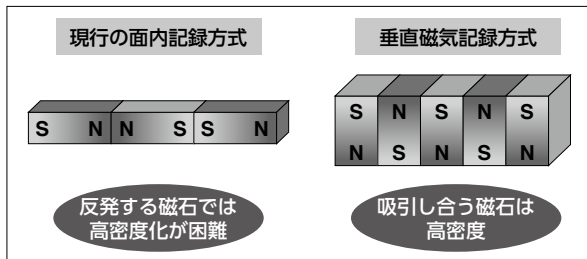 現行の面内記録方式
S N N S S N
反発する磁石では
高密度化が困難
垂直磁気記録方式
S N S N S
N S N S N
吸引し合う磁石は
高密度